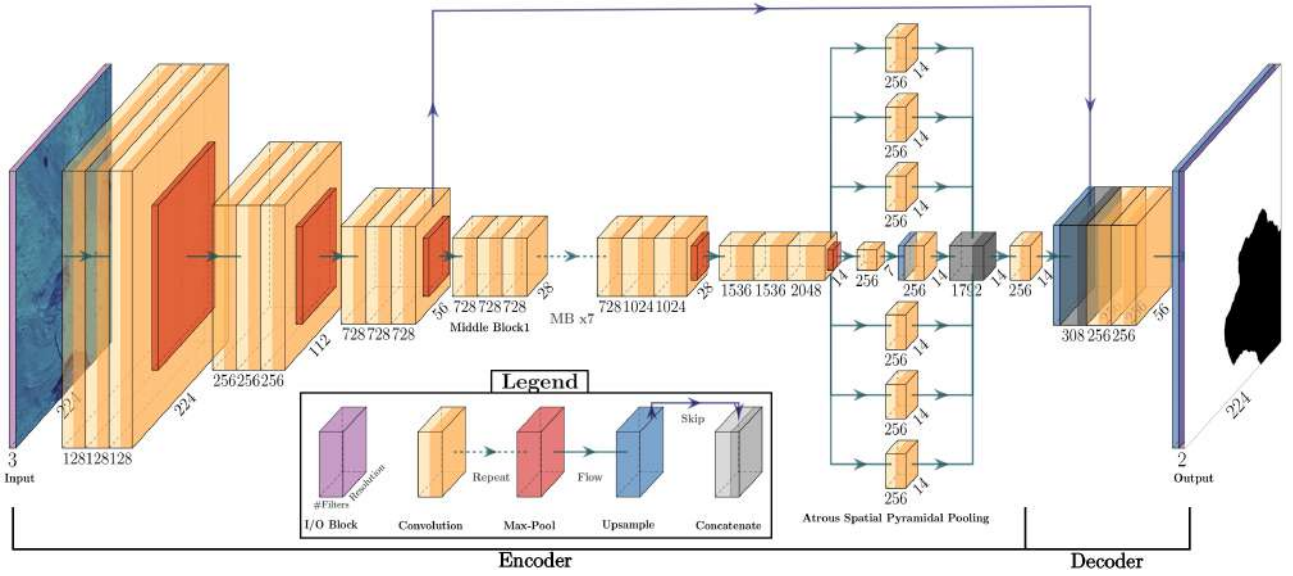 3
Input
224
128 128 128
224
256 256 256
112
728 728 728
56
728 728 728
28
Middle Block1
MB x7
728 1024 1024
28
1536 1536 2048
14
256
7
256
14
256
14
256
14
256
14
1792
14
256
14
256
14
256
14
256
14
Atrous Spatial Pyramidal Pooling
256
14
308 256 256
56
2
Output
224
Legend
#Filters
Resolution
I/O Block
Convolution
Repeat
Max-Pool
Flow
Upsample
Skip
Concatenate
Encoder
Decoder